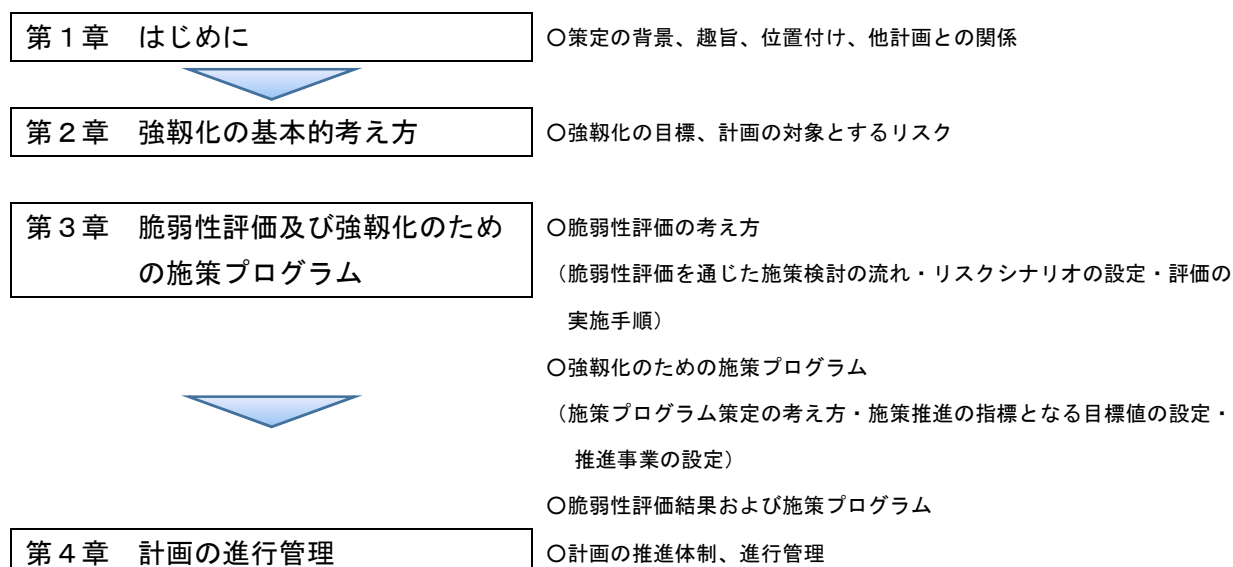 第１章　はじめに
〇策定の背景、趣旨、位置付け、他計画との関係
第２章　強靱化の基本的考え方
〇強靱化の目標、計画の対象とするリスク
第３章　脆弱性評価及び強靱化のため
の施策プログラム
〇脆弱性評価の考え方
（脆弱性評価を通じた施策検討の流れ・リスクシナリオの設定・評価の
実施手順）
〇強靱化のための施策プログラム
（施策プログラム策定の考え方・施策推進の指標となる目標値の設定・
推進事業の設定）
〇脆弱性評価結果および施策プログラム
第４章　計画の進行管理
〇計画の推進体制、進行管理